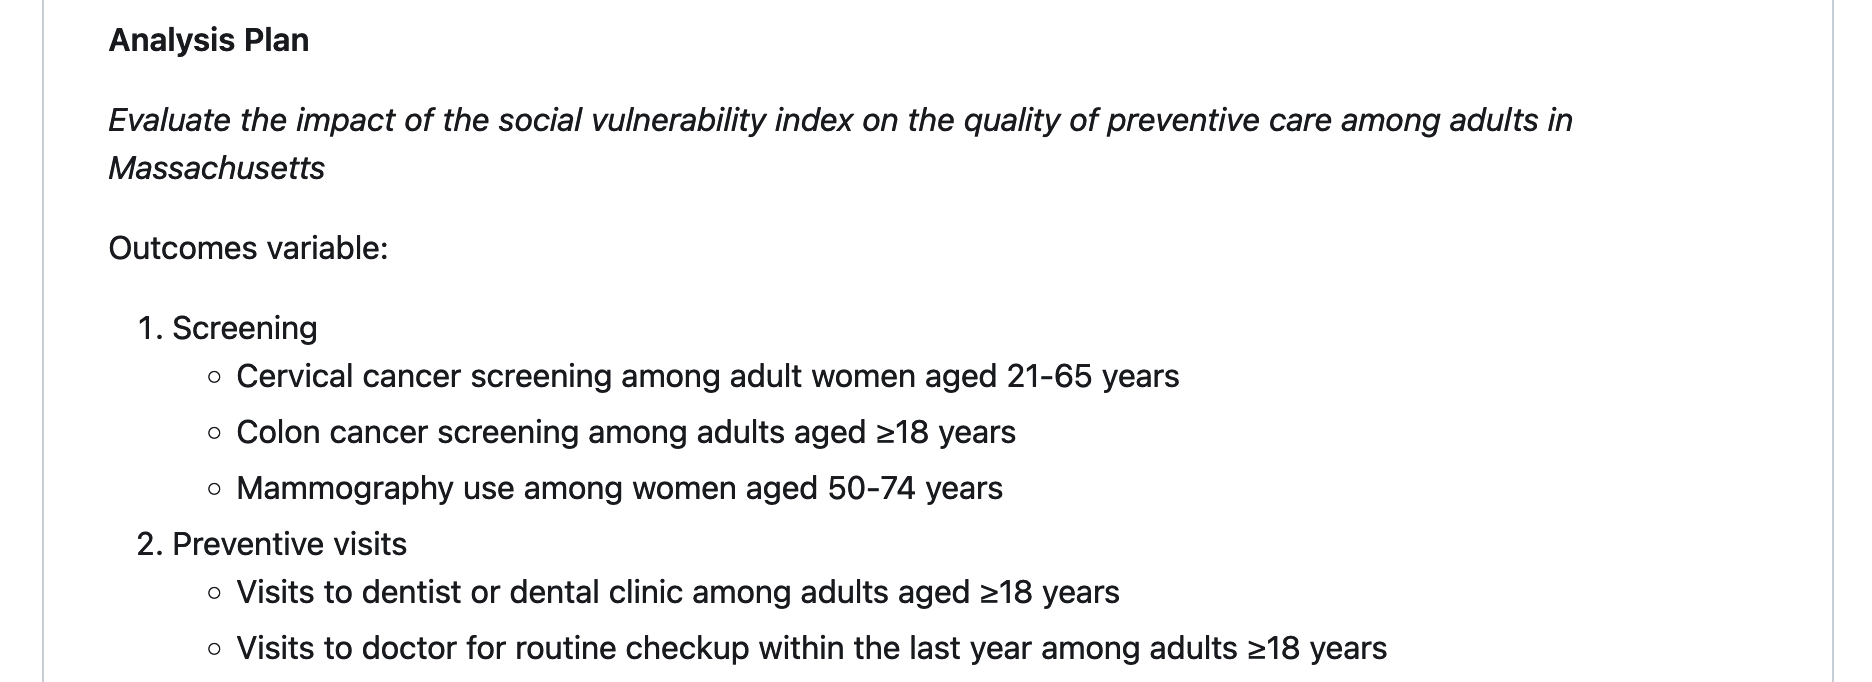 Analysis Plan
Evaluate the impact of the social vulnerability index on the quality of preventive care among adults in
Massachusetts
Outcomes variable:
1. Screening
○ Cervical cancer screening among adult women aged 21-65 years
○ Colon cancer screening among adults aged ≥18 years
○ Mammography use among women aged 50-74 years
2. Preventive visits
○ Visits to dentist or dental clinic among adults aged ≥18 years
○ Visits to doctor for routine checkup within the last year among adults ≥18 years